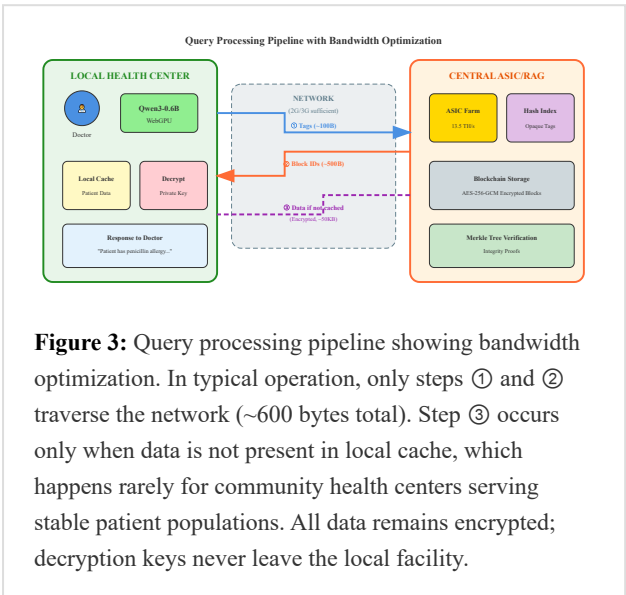 Query Processing Pipeline with Bandwidth Optimization
LOCAL HEALTH CENTER
Doctor
Qwen3-0.6B
WebGPU
Local Cache
Patient Data
Decrypt
Private Key
Response to Doctor
"Patient has penicillin allergy..."
NETWORK
(2G/3G sufficient)
① Tags (~100B)
② Block IDs (~500B)
③ Data if not cached
(Encrypted, ~50KB)
CENTRAL ASIC/RAG
ASIC Farm
13.5 TH/s
Hash Index
Opaque Tags
Blockchain Storage
AES-256-GCM Encrypted Blocks
Merkle Tree Verification
Integrity Proofs
Figure 3: Query processing pipeline showing bandwidth
optimization. In typical operation, only steps ① and ②
traverse the network (~600 bytes total). Step ③ occurs
only when data is not present in local cache, which
happens rarely for community health centers serving
stable patient populations. All data remains encrypted;
decryption keys never leave the local facility.